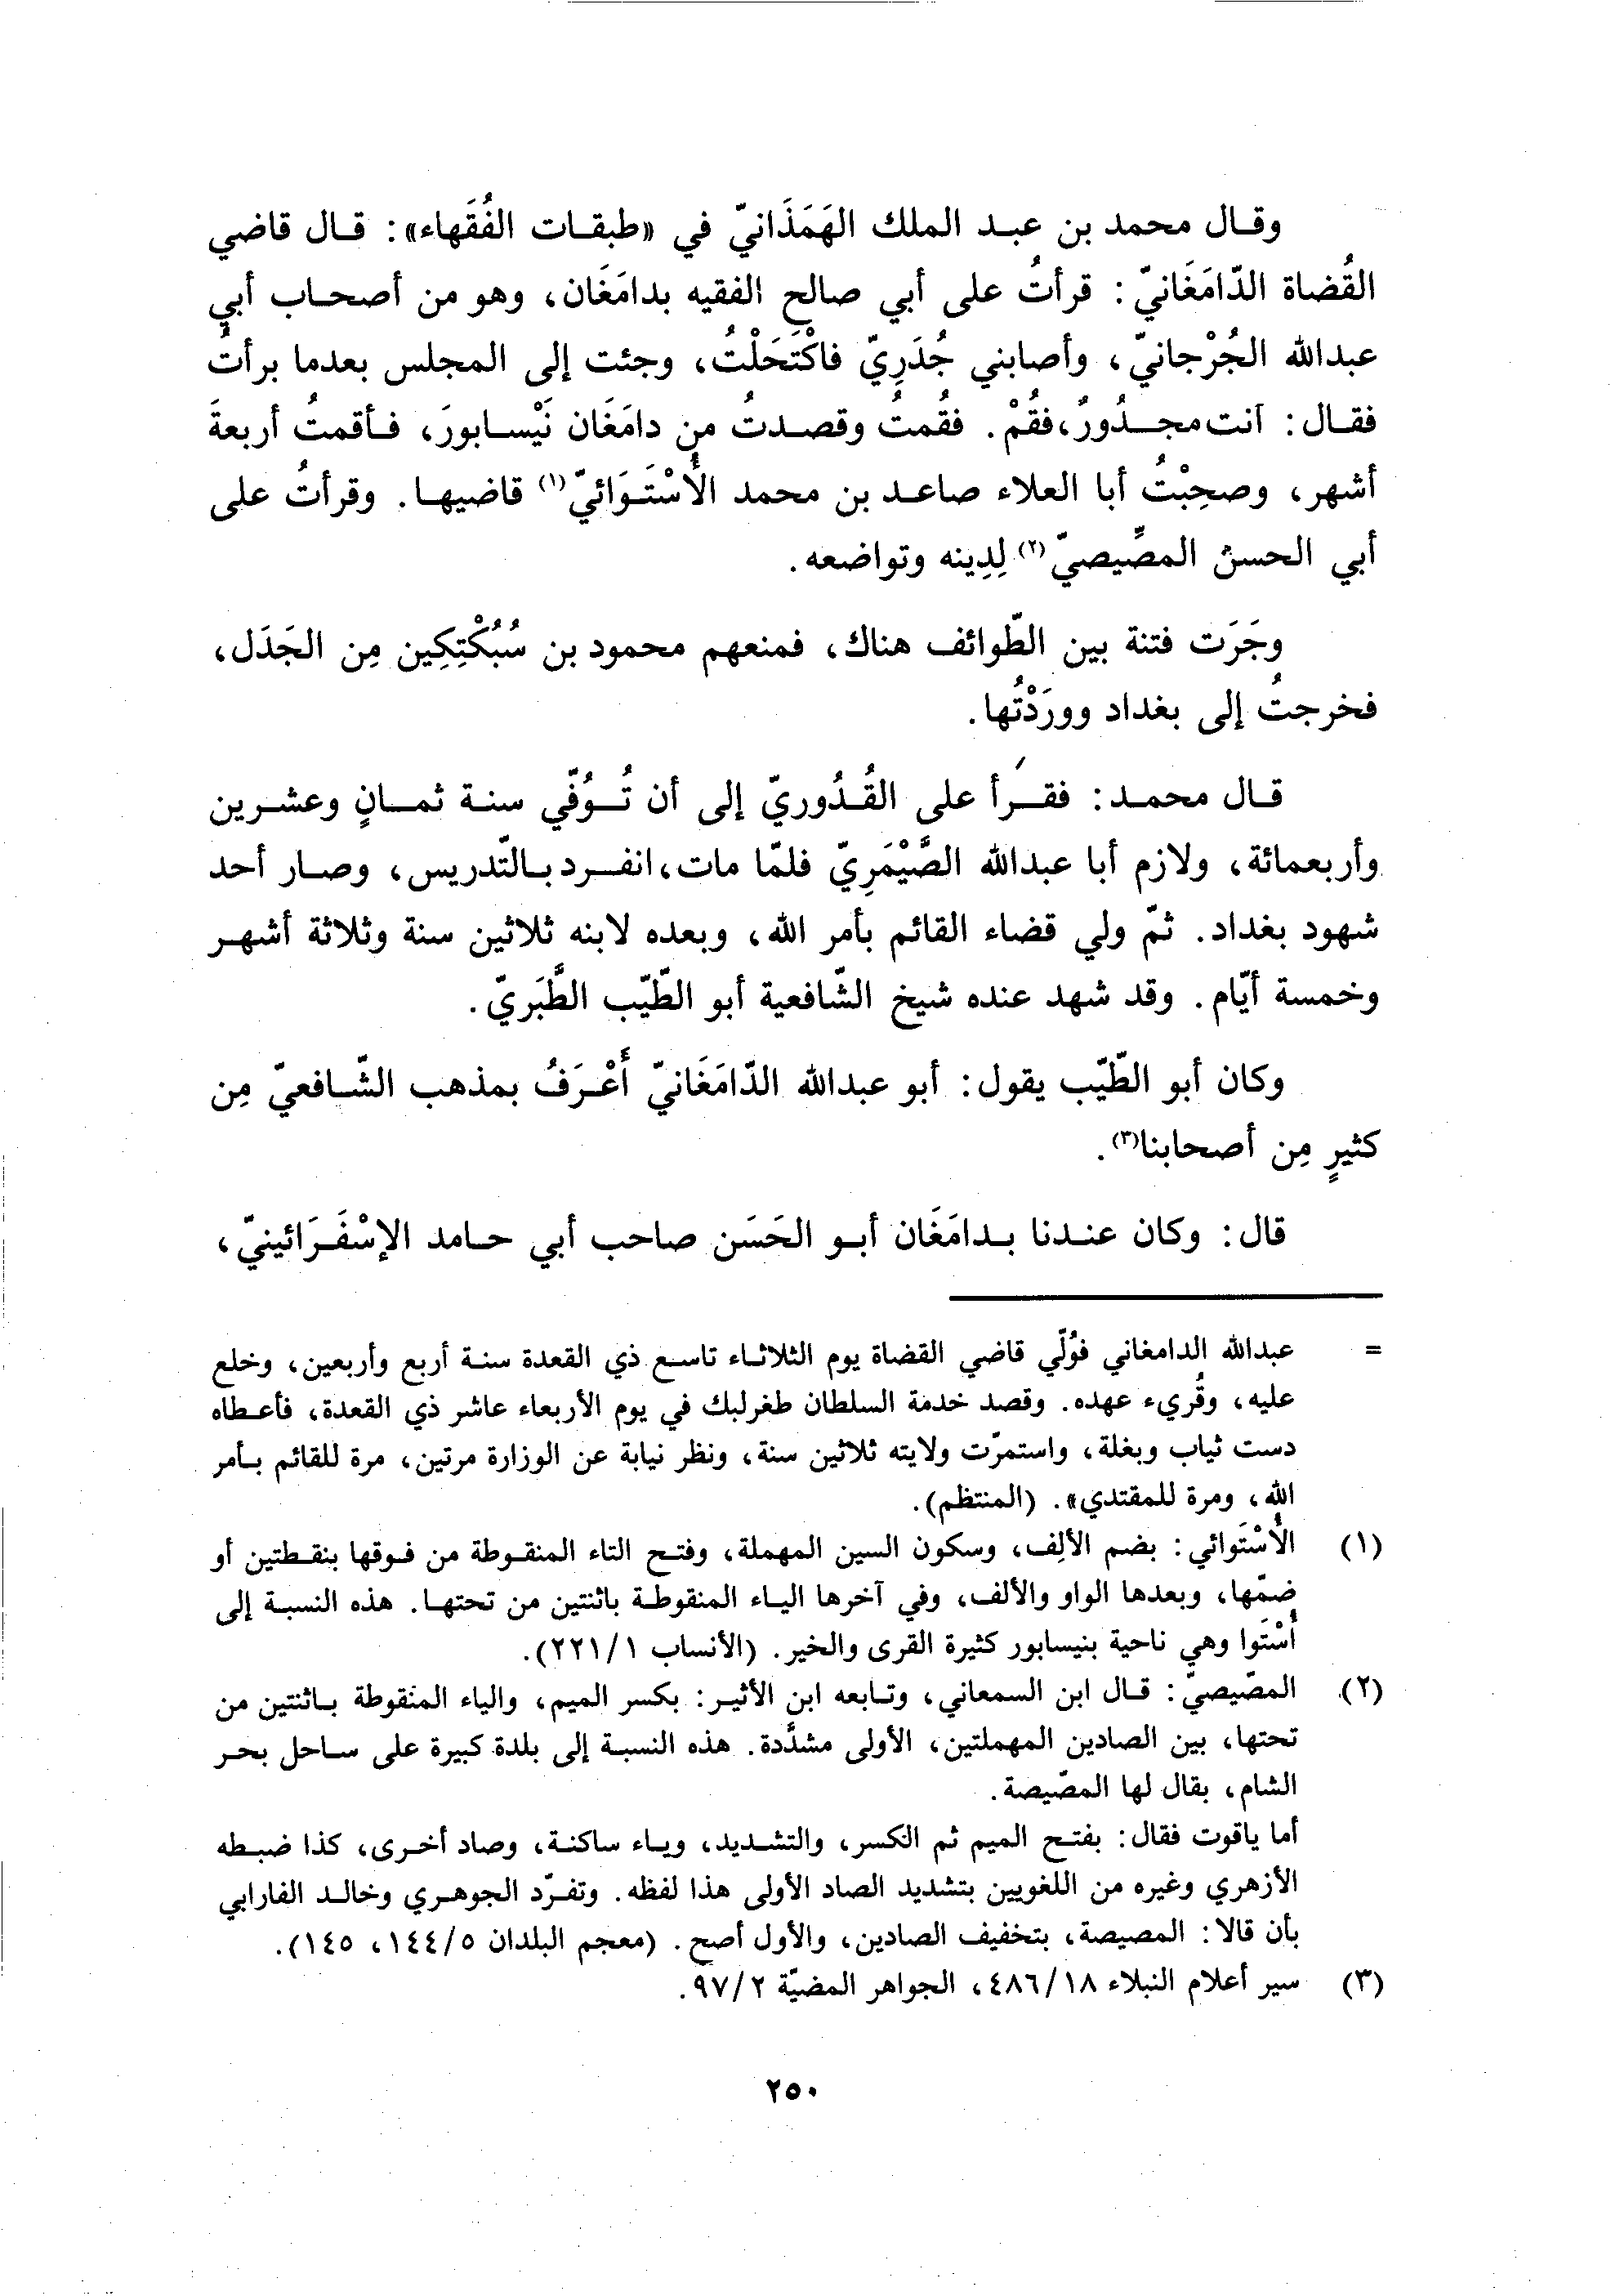 وقال محمد بن عبد الملك الهَمَذَانيّ في «طبقات الفُقَهاء»: قال قاضي
القُضاة الدّامَغَانيّ: قرأتُ على أبي صالح الفقيه بدامَغَان، وهو من أصحاب أبي
عبدالله الجُرْجانيّ، وأصابني جُدَرِيّ فاكْتَحَلْتُ، وجئت إلى المجلس بعدما برأتُ
فقال: أنت مجدُورٌ، فقُمْ. فقُمتُ وقصدتُ من دامَغَان نَيْسابورَ، فأقمتُ أربعةَ
أشهر، وصحِبْتُ أبا العلاء صاعد بن محمد الأُسْتَوَائيّ(١) قاضيها. وقرأتُ على
أبي الحسن المصِّيصيّ(٢) لِدِينه وتواضعه.
وجَرَت فتنة بين الطّوائف هناك، فمنعهم محمود بن سُبُكْتِكِين مِن الجَدَل،
فخرجتُ إلى بغداد وورَدْتُها.
قال محمد: فقرأَ على القُدُوريّ إلى أن تُوُفّي سنة ثمانٍ وعشرين
وأربعمائة، ولازم أبا عبدالله الصَّيْمَرِيّ فلمّا مات، انفرد بالتّدريس، وصار أحد
شهود بغداد. ثمّ ولي قضاء القائم بأمر الله، وبعده لابنه ثلاثين سنة وثلاثة أشهر
وخمسة أيّام. وقد شهد عنده شيخ الشّافعية أبو الطّيّب الطَّبَريّ.
وكان أبو الطّيّب يقول: أبو عبدالله الدّامَغَانيّ أَعْرَفُ بمذهب الشّافعيّ مِن
كثيرٍ مِن أصحابنا(٣).
قال: وكان عندنا بدامَغَان أبو الحَسَن صاحب أبي حامد الإسْفَرَائينيّ،
= عبدالله الدامغاني فوُلّي قاضي القضاة يوم الثلاثاء تاسع ذي القعدة سنة أربع وأربعين، وخلع
عليه، وقُريء عهده. وقصد خدمة السلطان طغرلبك في يوم الأربعاء عاشر ذي القعدة، فأعطاه
دست ثياب وبغلة، واستمرّت ولايته ثلاثين سنة، ونظر نيابة عن الوزارة مرتين، مرة للقائم بأمر
الله، ومرة للمقتدي». (المنتظم).
(١) الأُسْتَوائي: بضم الألِف، وسكون السين المهملة، وفتح التاء المنقوطة من فوقها بنقطتين أو
ضمّها، وبعدها الواو والألف، وفي آخرها الياء المنقوطة باثنتين من تحتها. هذه النسبة إلى
أُسْتَوا وهي ناحية بنيسابور كثيرة القرى والخير. (الأنساب ١/ ٢٢١).
(٢) المصّيصيّ: قال ابن السمعاني، وتابعه ابن الأثير: بكسر الميم، والياء المنقوطة باثنتين من
تحتها، بين الصادين المهملتين، الأولى مشدَّدة. هذه النسبة إلى بلدة كبيرة على ساحل بحر
الشام، بقال لها المصّيصة.
أما ياقوت فقال: بفتح الميم ثم الكسر، والتشديد، وياء ساكنة، وصاد أخرى، كذا ضبطه
الأزهري وغيره من اللغويين بتشديد الصاد الأولى هذا لفظه. وتفرّد الجوهري وخالد الفارابي
بأن قالا: المصيصة، بتخفيف الصادين، والأول أصح. (معجم البلدان ٥/ ١٤٤، ١٤٥).
(٣) سير أعلام النبلاء ١٨/ ٤٨٦، الجواهر المضيّة ٢/ ٩٧.
٢٥٠